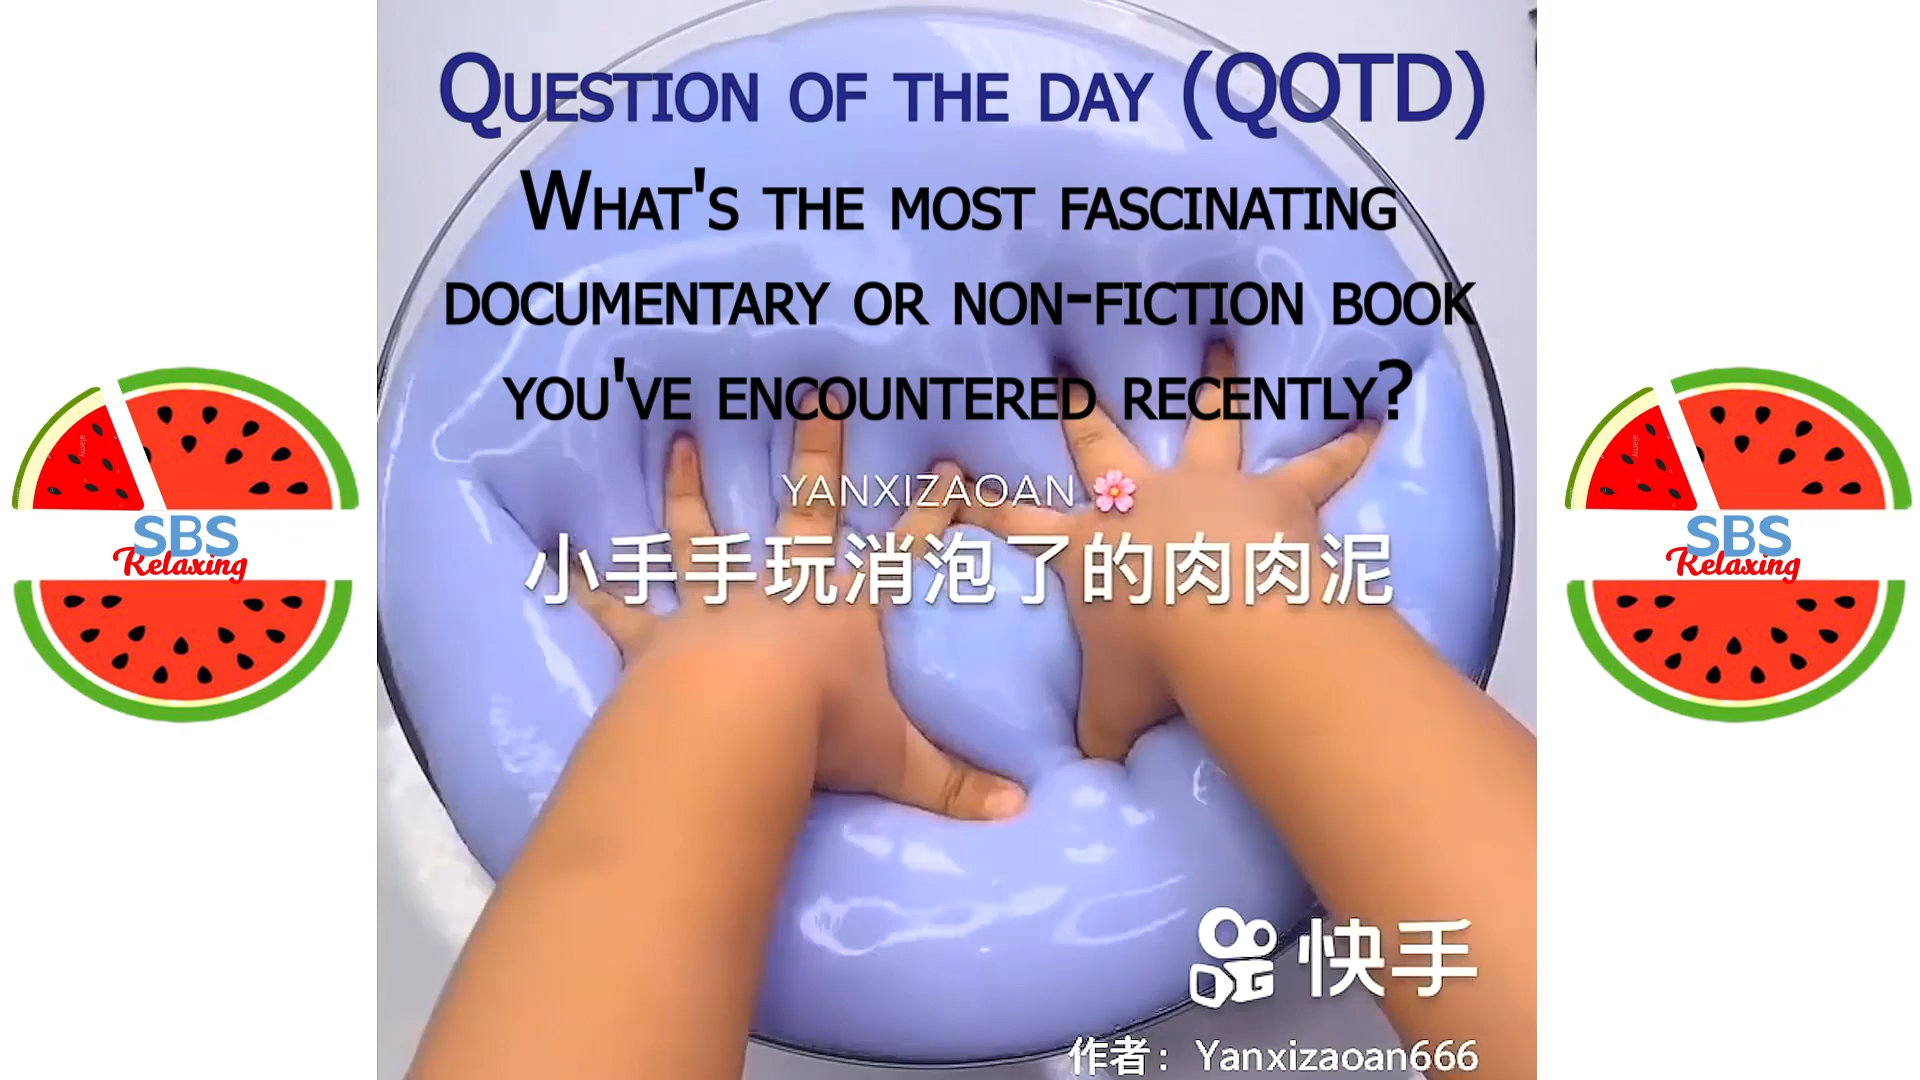 Question of the day (QOTD)
What's the most fascinating
documentary or non-fiction book
you've encountered recently?
YANXIZAOAN 🌸
小手手玩消泡了的肉肉泥
SBS
Relaxing
SBS
Relaxing
快手
作者：Yanxizaoan666